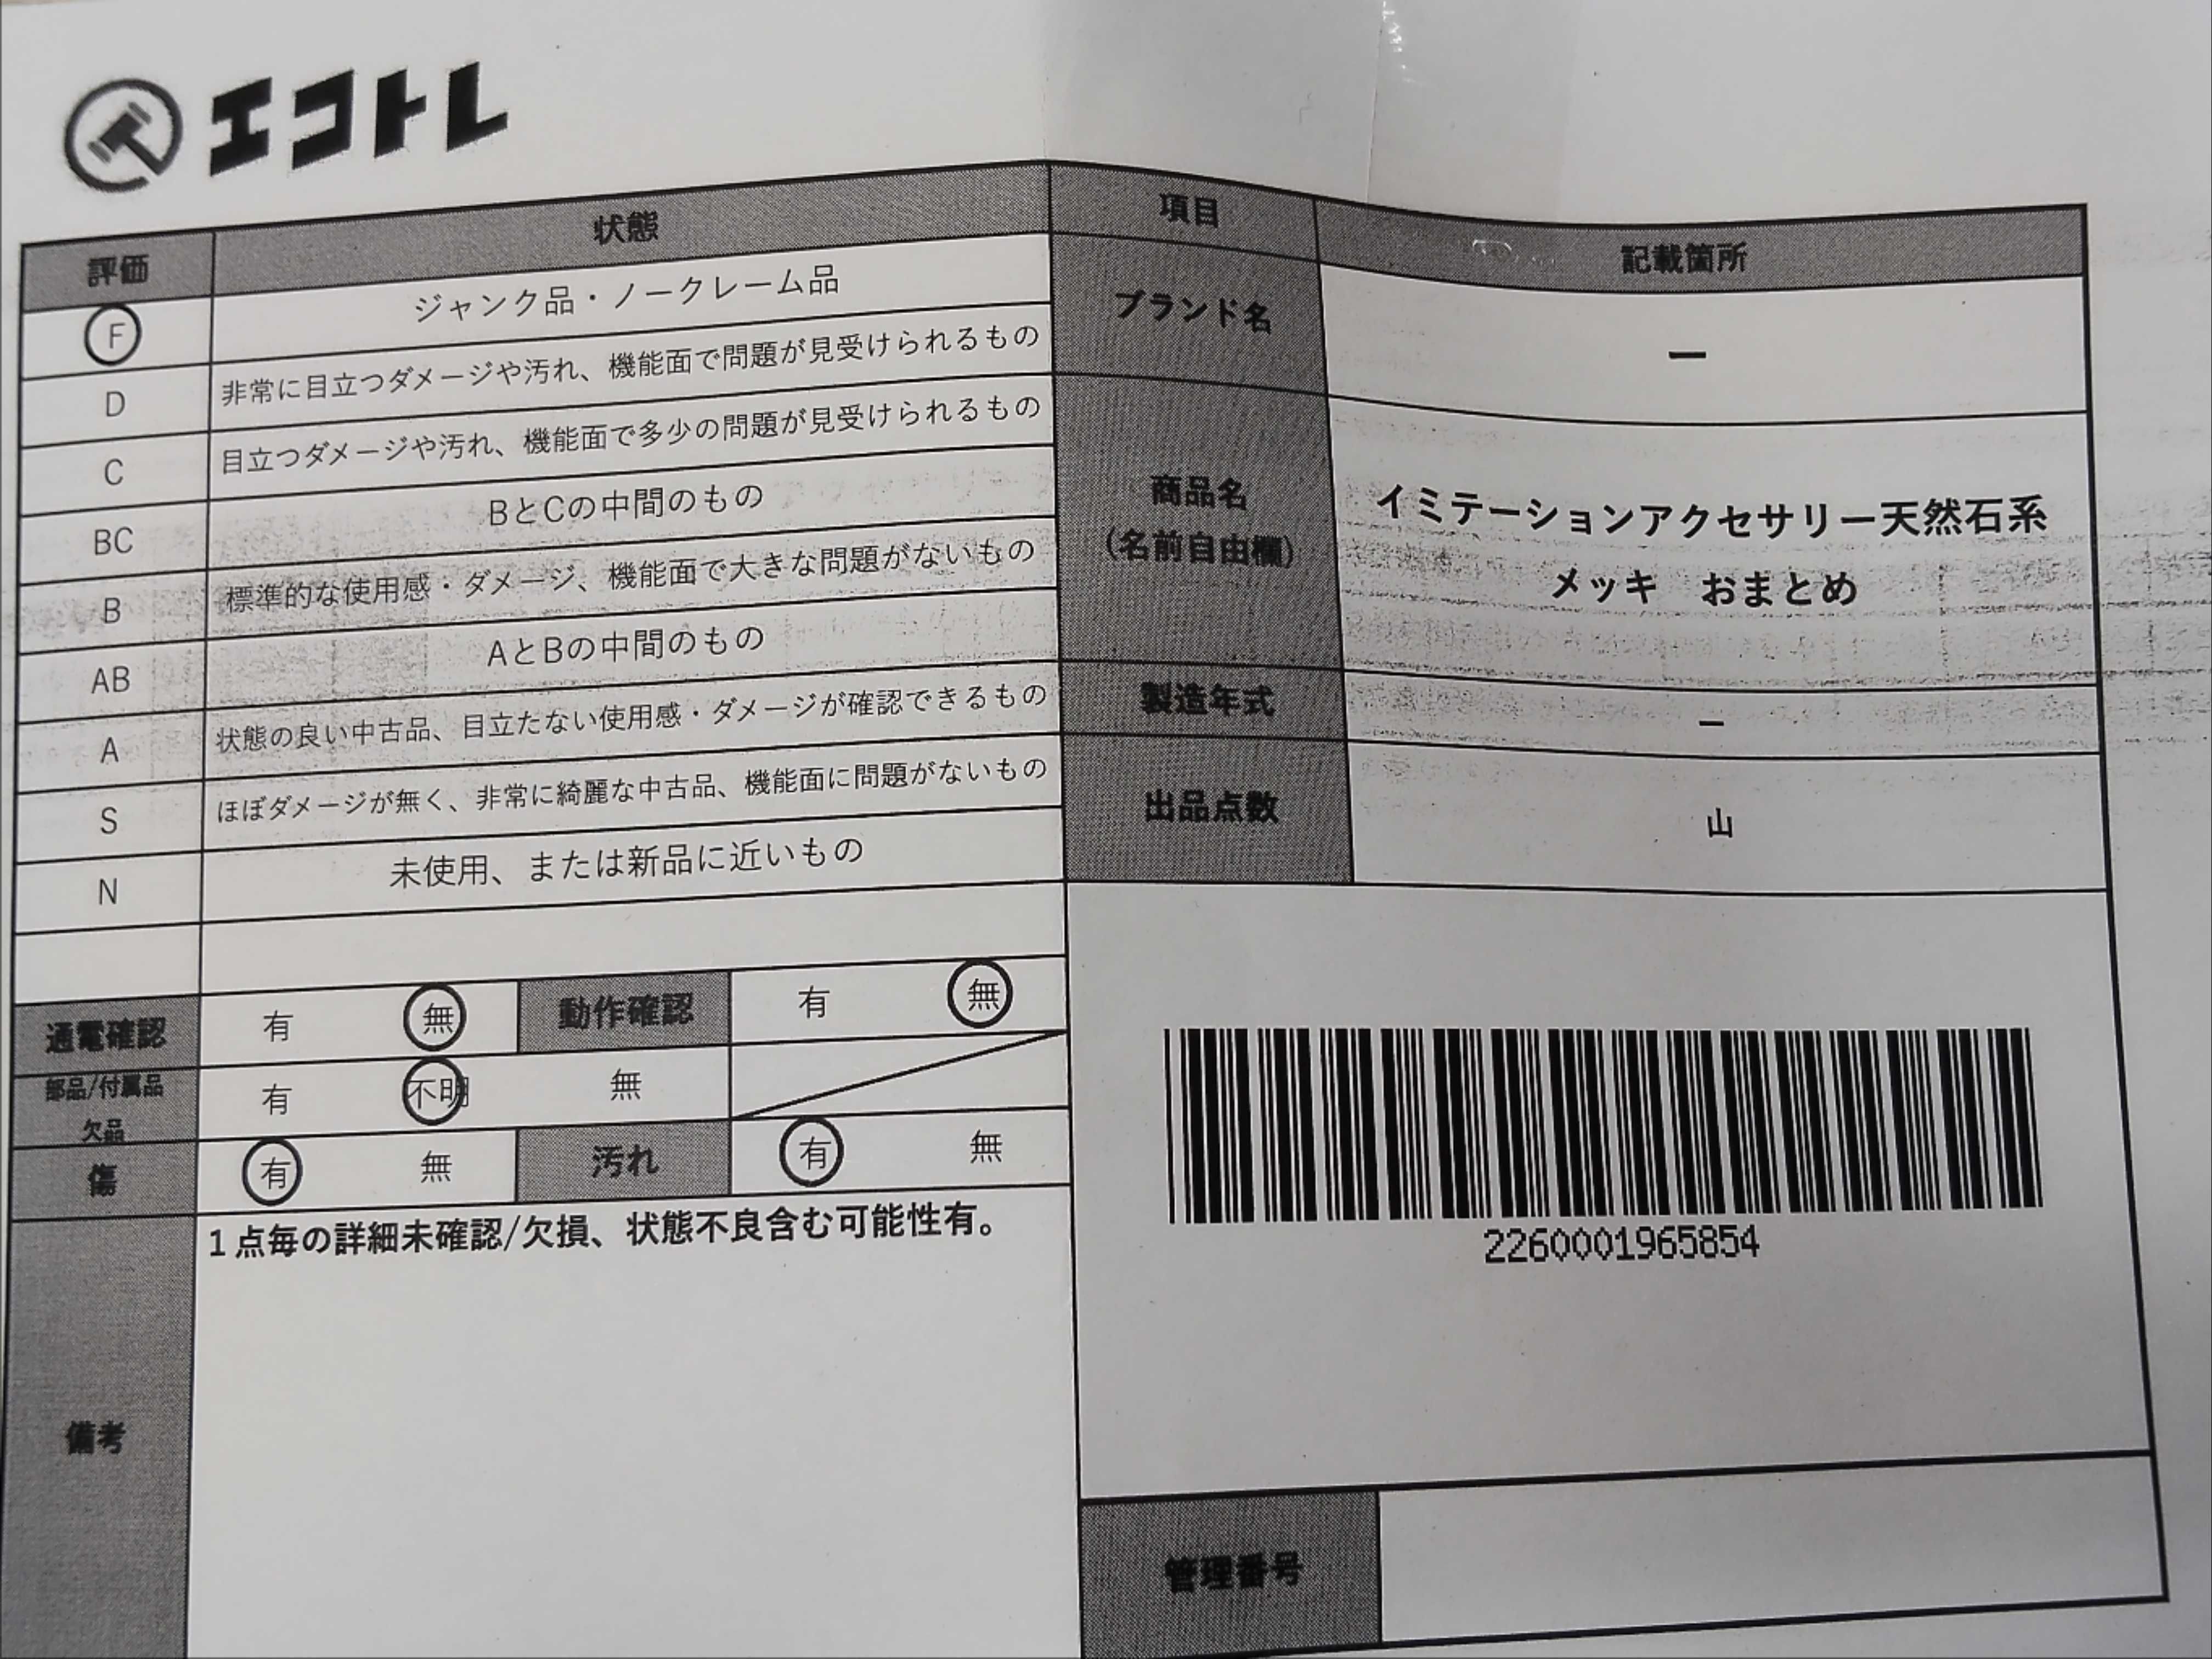 エコトレ
評価 状態
F ジャンク品・ノークレーム品
D 非常に目立つダメージや汚れ、機能面で問題が見受けられるもの
C 目立つダメージや汚れ、機能面で多少の問題が見受けられるもの
BC BとCの中間のもの
B 標準的な使用感・ダメージ、機能面で大きな問題がないもの
AB AとBの中間のもの
A 状態の良い中古品、目立たない使用感・ダメージが確認できるもの
S ほぼダメージが無く、非常に綺麗な中古品、機能面に問題がないもの
N 未使用、または新品に近いもの
通電確認 有 無 動作確認 有 無
部品/付属品
欠品
有 不明 無
傷 有 無 汚れ 有 無
備考
1点毎の詳細未確認/欠損、状態不良含む可能性有。
項目 記載箇所
ブランド名 ー
商品名
(名前自由欄)
イミテーションアクセサリー天然石系
メッキ おまとめ
製造年式 ー
出品点数 山
2260001965854
管理番号